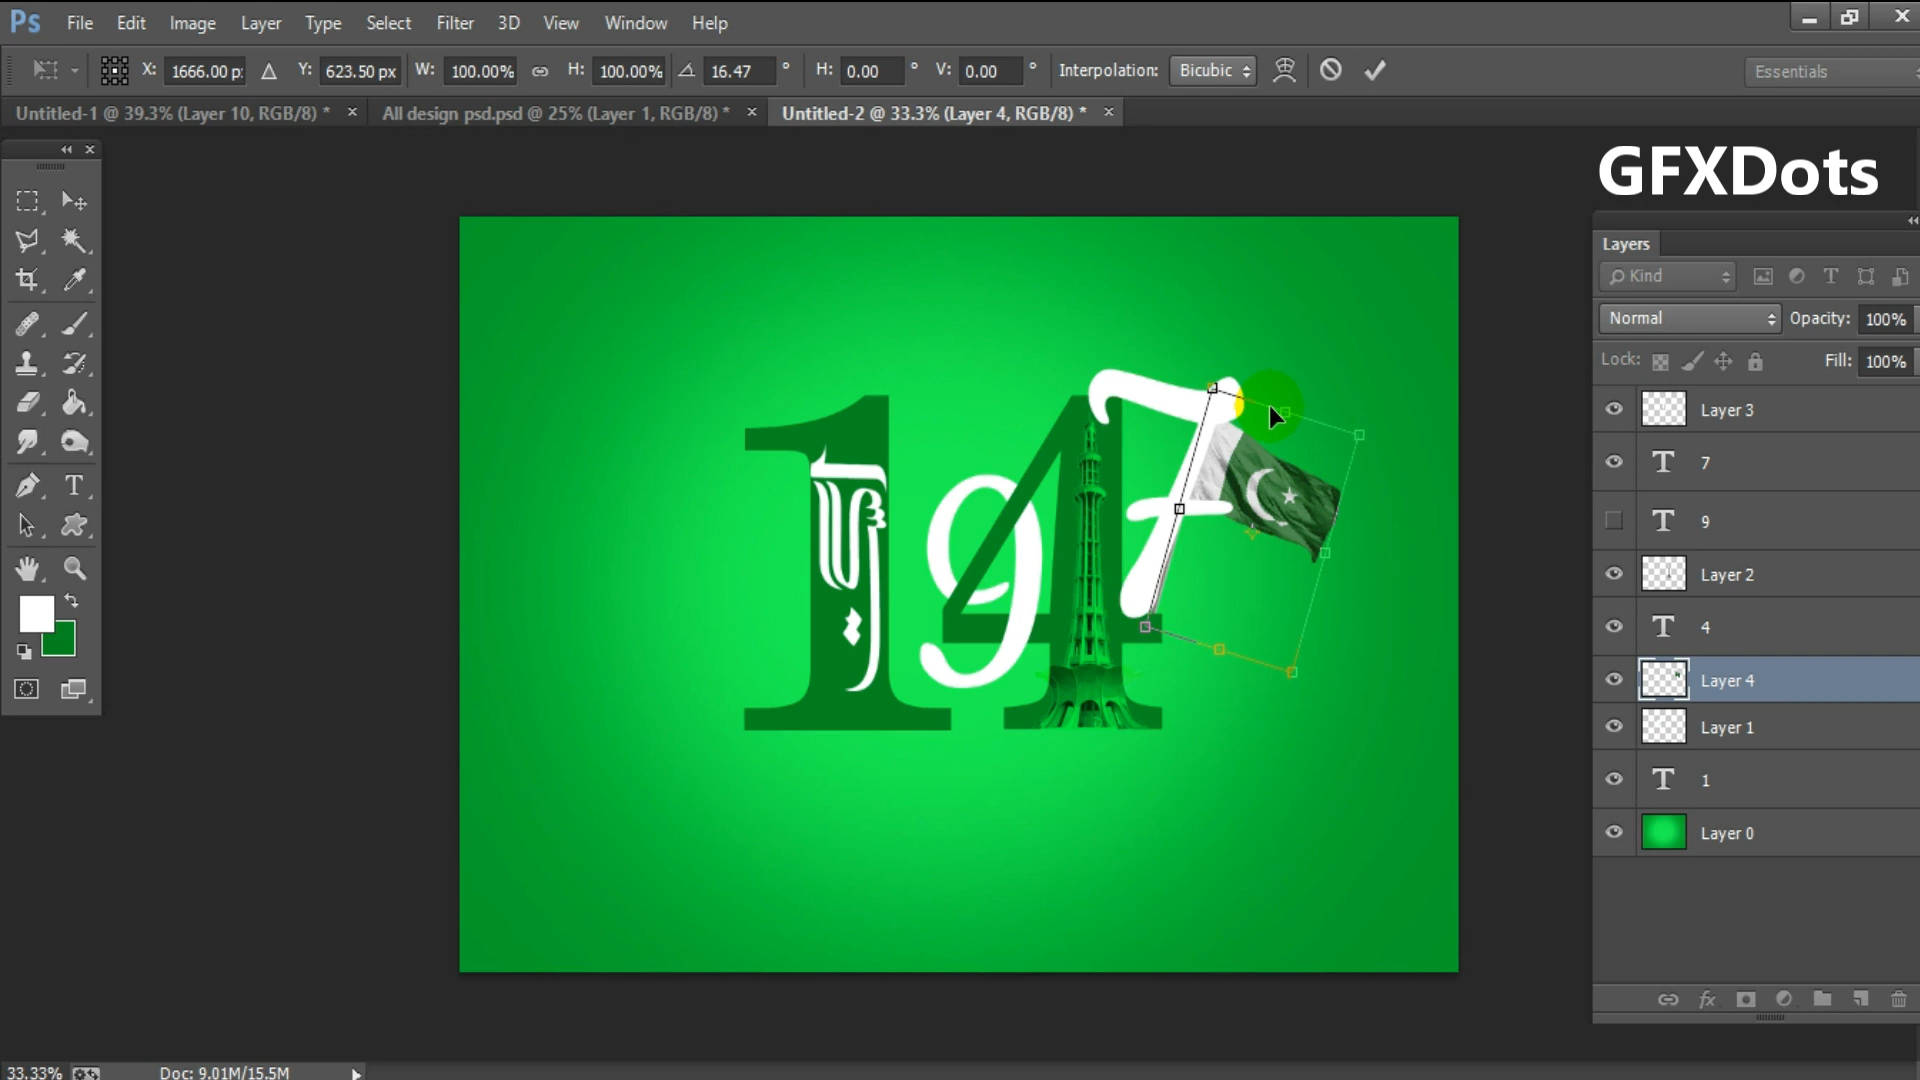 Ps File Edit Image Layer Type Select Filter 3D View Window Help
X: 1666.00 p Y: 623.50 px W: 100.00% H: 100.00% 16.47 ° H: 0.00 ° V: 0.00 ° Interpolation: Bicubic Essentials
Untitled-1 @ 39.3% (Layer 10, RGB/8) * × All design psd.psd @ 25% (Layer 1, RGB/8) * × Untitled-2 @ 33.3% (Layer 4, RGB/8) * ×
GFXDots
Layers
Kind
Normal Opacity: 100%
Lock: Fill: 100%
Layer 3
T 7
T 9
Layer 2
T 4
Layer 4
Layer 1
T 1
Layer 0
14
9 7
33.33% Doc: 9.01M/15.5M